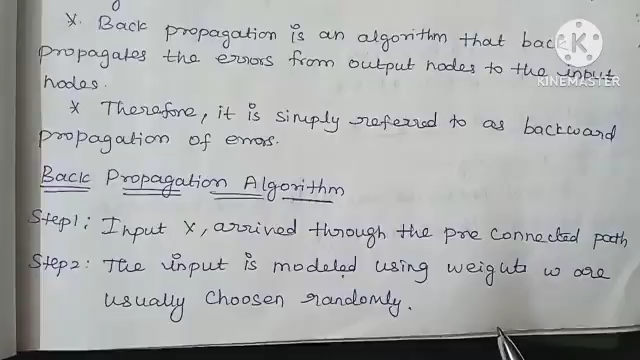 * Back propagation is an algorithm that back
propagates the errors from output nodes to the input
nodes.
* Therefore, it is simply referred to as backward
propagation of errors.
Back Propagation Algorithm
Step1: Input X, arrived through the pre connected path
Step2: The input is modeled using weights w are
usually choosen randomly.
K
KINEMASTER